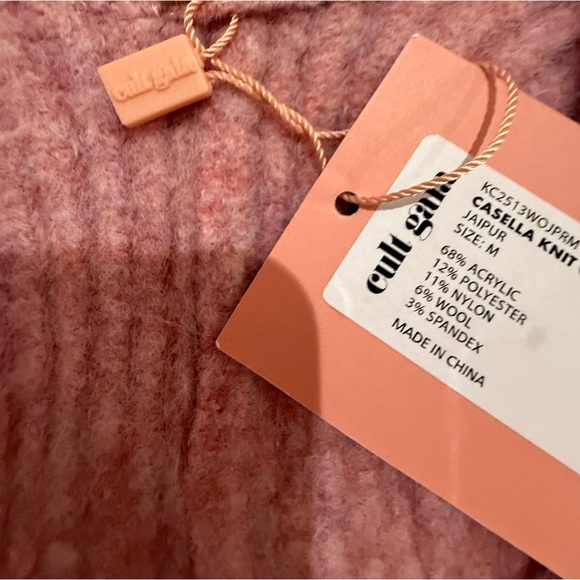 cult gaia
cult gaia
KC2513WOJPRM
CASELLA KNIT
JAIPUR
SIZE: M
68% ACRYLIC
12% POLYESTER
11% NYLON
6% WOOL
3% SPANDEX
MADE IN CHINA